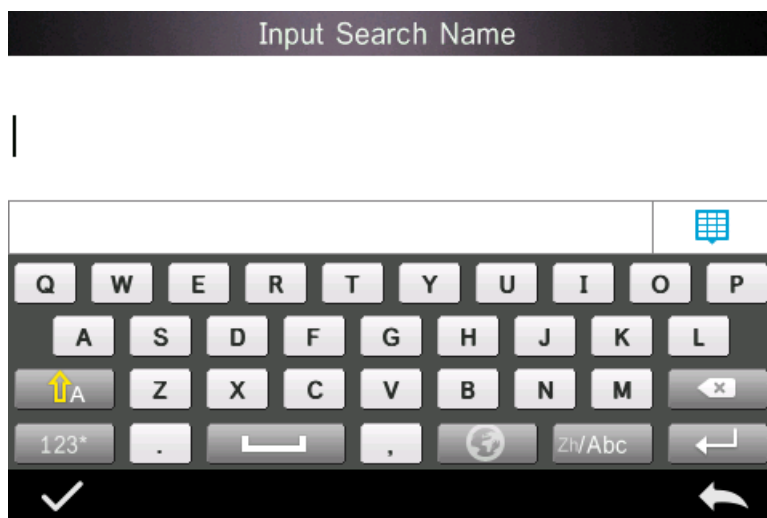 Input Search Name
Q W E R T Y U I O P
A S D F G H J K L
A Z X C V B N M
123* . , Zh/Abc